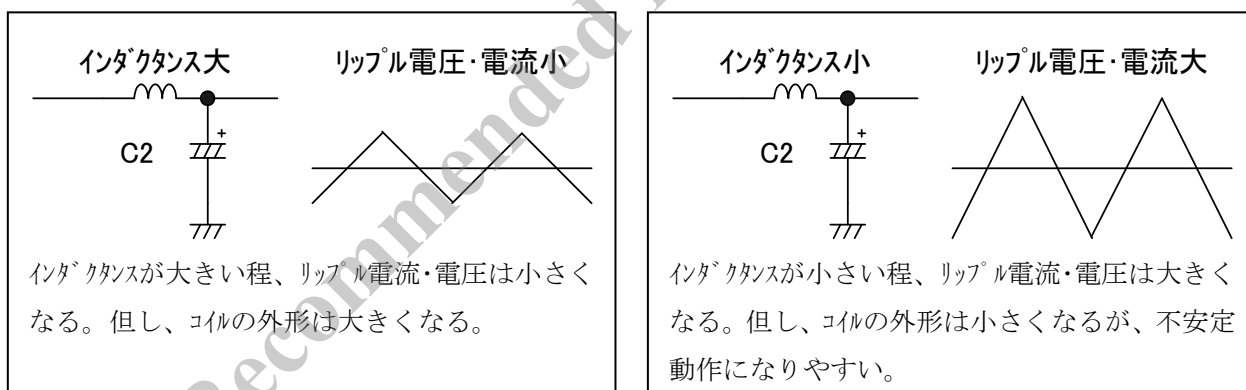 インダクタンス大 リップル電圧・電流小
C2
+
インダクタンスが大きい程、リップル電流・電圧は小さく
なる。但し、コイルの外形は大きくなる。
インダクタンス小 リップル電圧・電流大
C2
+
インダクタンスが小さい程、リップル電流・電圧は大きく
なる。但し、コイルの外形は小さくなるが、不安定
動作になりやすい。
Recommended